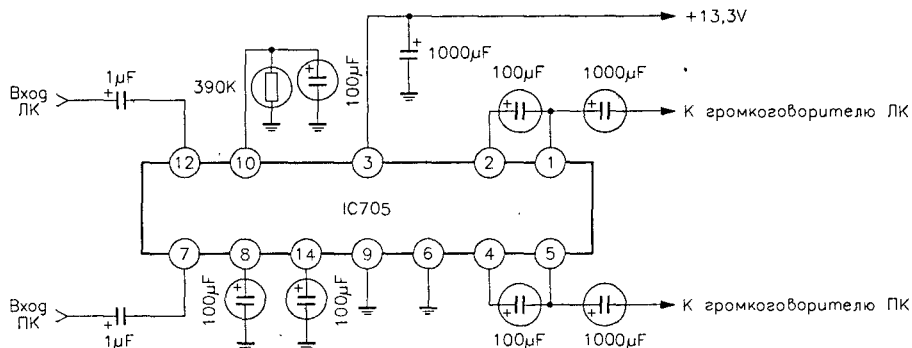 +13,3V
1000µF
1µF
+
Вход
ЛК
390K
+
100µF
+
100µF
+
1000µF
+
К громкоговорителю ЛК
12
10
3
2
1
IC705
7
8
14
9
6
4
5
Вход
ПК
+
1µF
100µF
+
100µF
+
+
100µF
+
1000µF
К громкоговорителю ПК